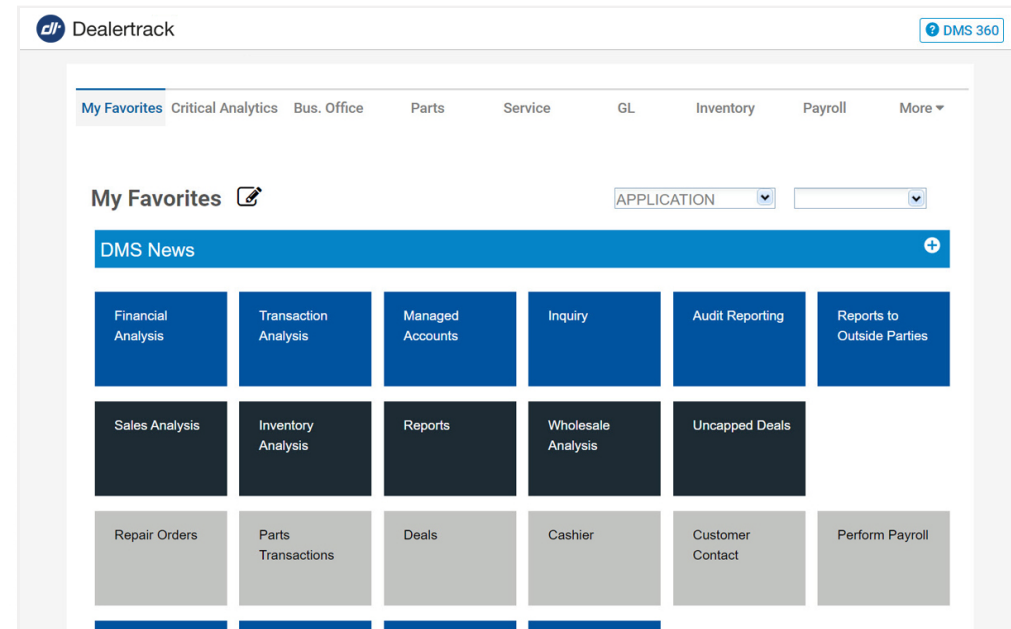 dt Dealertrack
? DMS 360
My Favorites Critical Analytics Bus. Office Parts Service GL Inventory Payroll More
My Favorites
APPLICATION
DMS News
Financial
Analysis
Transaction
Analysis
Managed
Accounts
Inquiry
Audit Reporting
Reports to
Outside Parties
Sales Analysis
Inventory
Analysis
Reports
Wholesale
Analysis
Uncapped Deals
Repair Orders
Parts
Transactions
Deals
Cashier
Customer
Contact
Perform Payroll